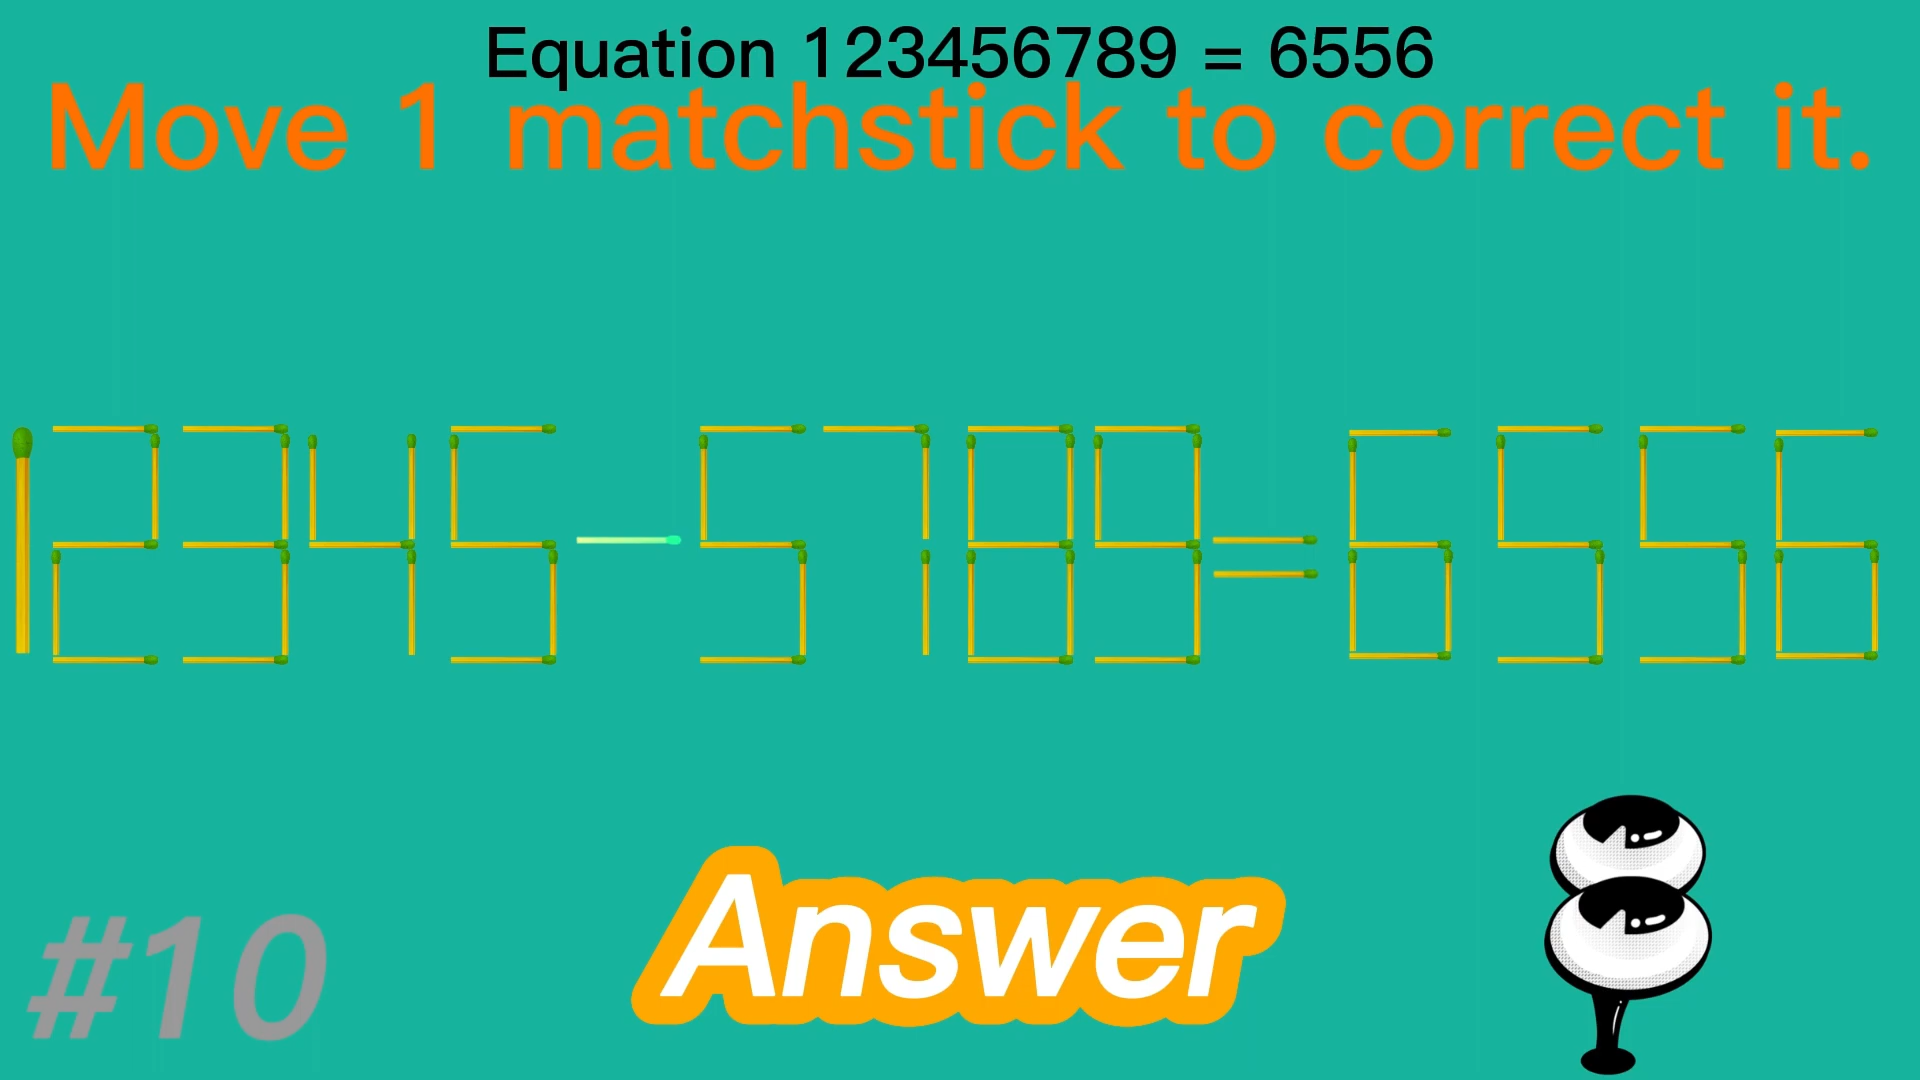 Equation 123456789 = 6556
Move 1 matchstick to correct it.
12345-5789=6556
Answer
#10